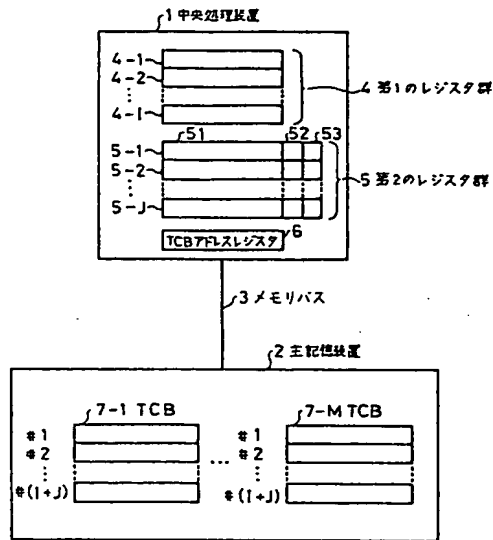 1 中央処理装置
4-1
4-2
⋮
4-I
4 第1のレジスタ群
51 52 53
5-1
5-2
⋮
5-J
5 第2のレジスタ群
6
TCBアドレスレジスタ
3 メモリバス
2 主記憶装置
7-1 TCB
#1
#2
⋮
#(I+J)
...
7-M TCB
#1
#2
⋮
#(I+J)